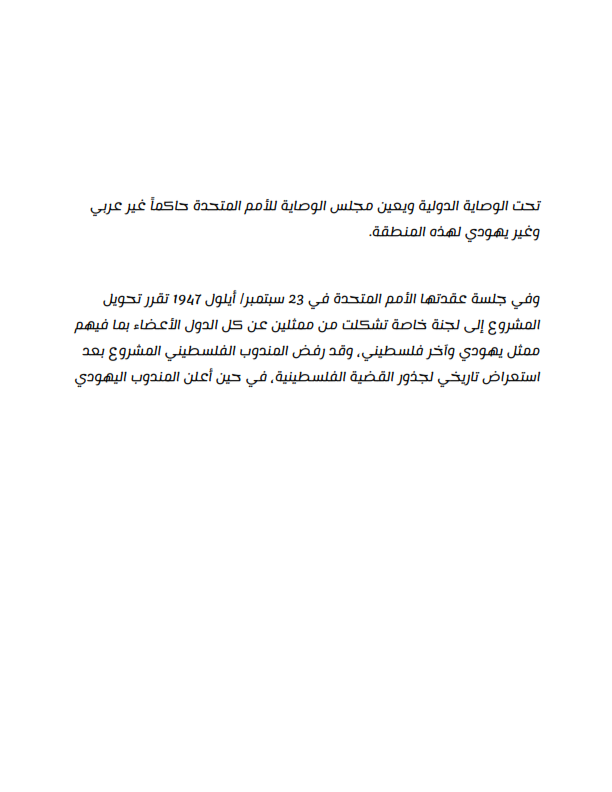 تحت الوصاية الدولية ويعين مجلس الوصاية للأمم المتحدة حاكماً غير عربي
وغير يهودي لهذه المنطقة.
وفي جلسة عقدتها الأمم المتحدة في 23 سبتمبر/ أيلول 1947 تقرر تحويل
المشروع إلى لجنة خاصة تشكلت من ممثلين عن كل الدول الأعضاء بما فيهم
ممثل يهودي وآخر فلسطيني، وقد رفض المندوب الفلسطيني المشروع بعد
استعراض تاريخي لجذور القضية الفلسطينية، في حين أعلن المندوب اليهودي